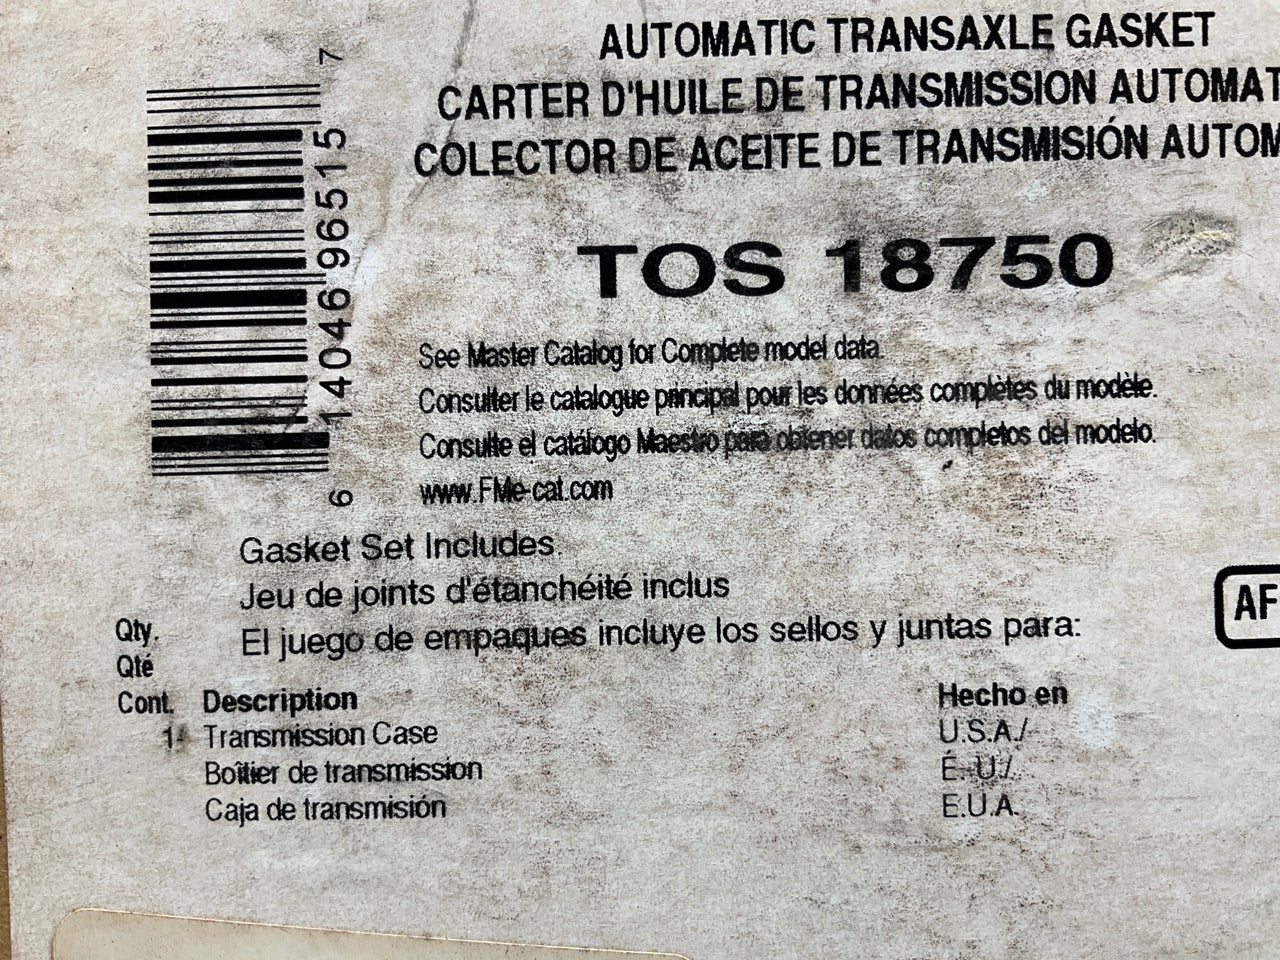 AUTOMATIC TRANSAXLE GASKET
CARTER D'HUILE DE TRANSMISSION AUTOMAT
COLECTOR DE ACEITE DE TRANSMISIÓN AUTOM
TOS 18750
6 14046 96515 7
See Master Catalog for Complete model data.
Consulter le catalogue principal pour les données complètes du modèle.
Consulte el catálogo Maestro para obtener datos completos del modelo.
www.FMe-cat.com
Gasket Set Includes:
Jeu de joints d'étanchéité inclus
El juego de empaques incluye los sellos y juntas para:
AF
Qty.
Qté
Cont. Description Hecho en
1 Transmission Case U.S.A./
Boîtier de transmission É.-U./
Caja de transmisión E.U.A.